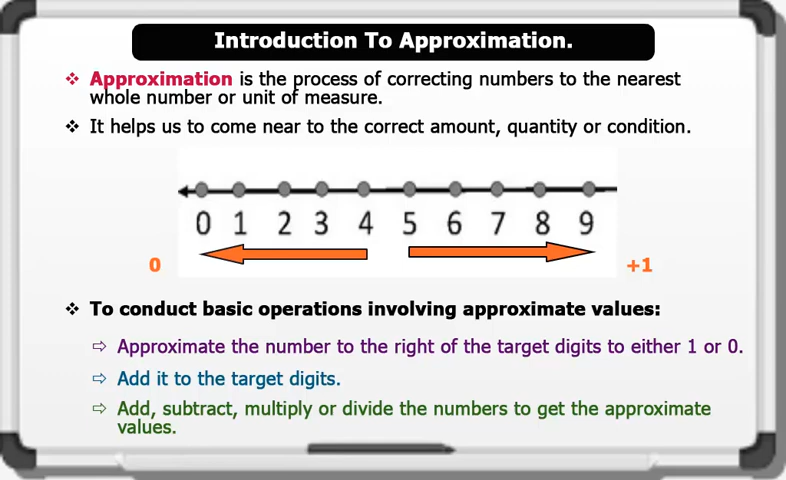 Introduction To Approximation.
❖ Approximation is the process of correcting numbers to the nearest
whole number or unit of measure.
❖ It helps us to come near to the correct amount, quantity or condition.
0 1 2 3 4 5 6 7 8 9
0 +1
❖ To conduct basic operations involving approximate values:
⇨ Approximate the number to the right of the target digits to either 1 or 0.
⇨ Add it to the target digits.
⇨ Add, subtract, multiply or divide the numbers to get the approximate
values.